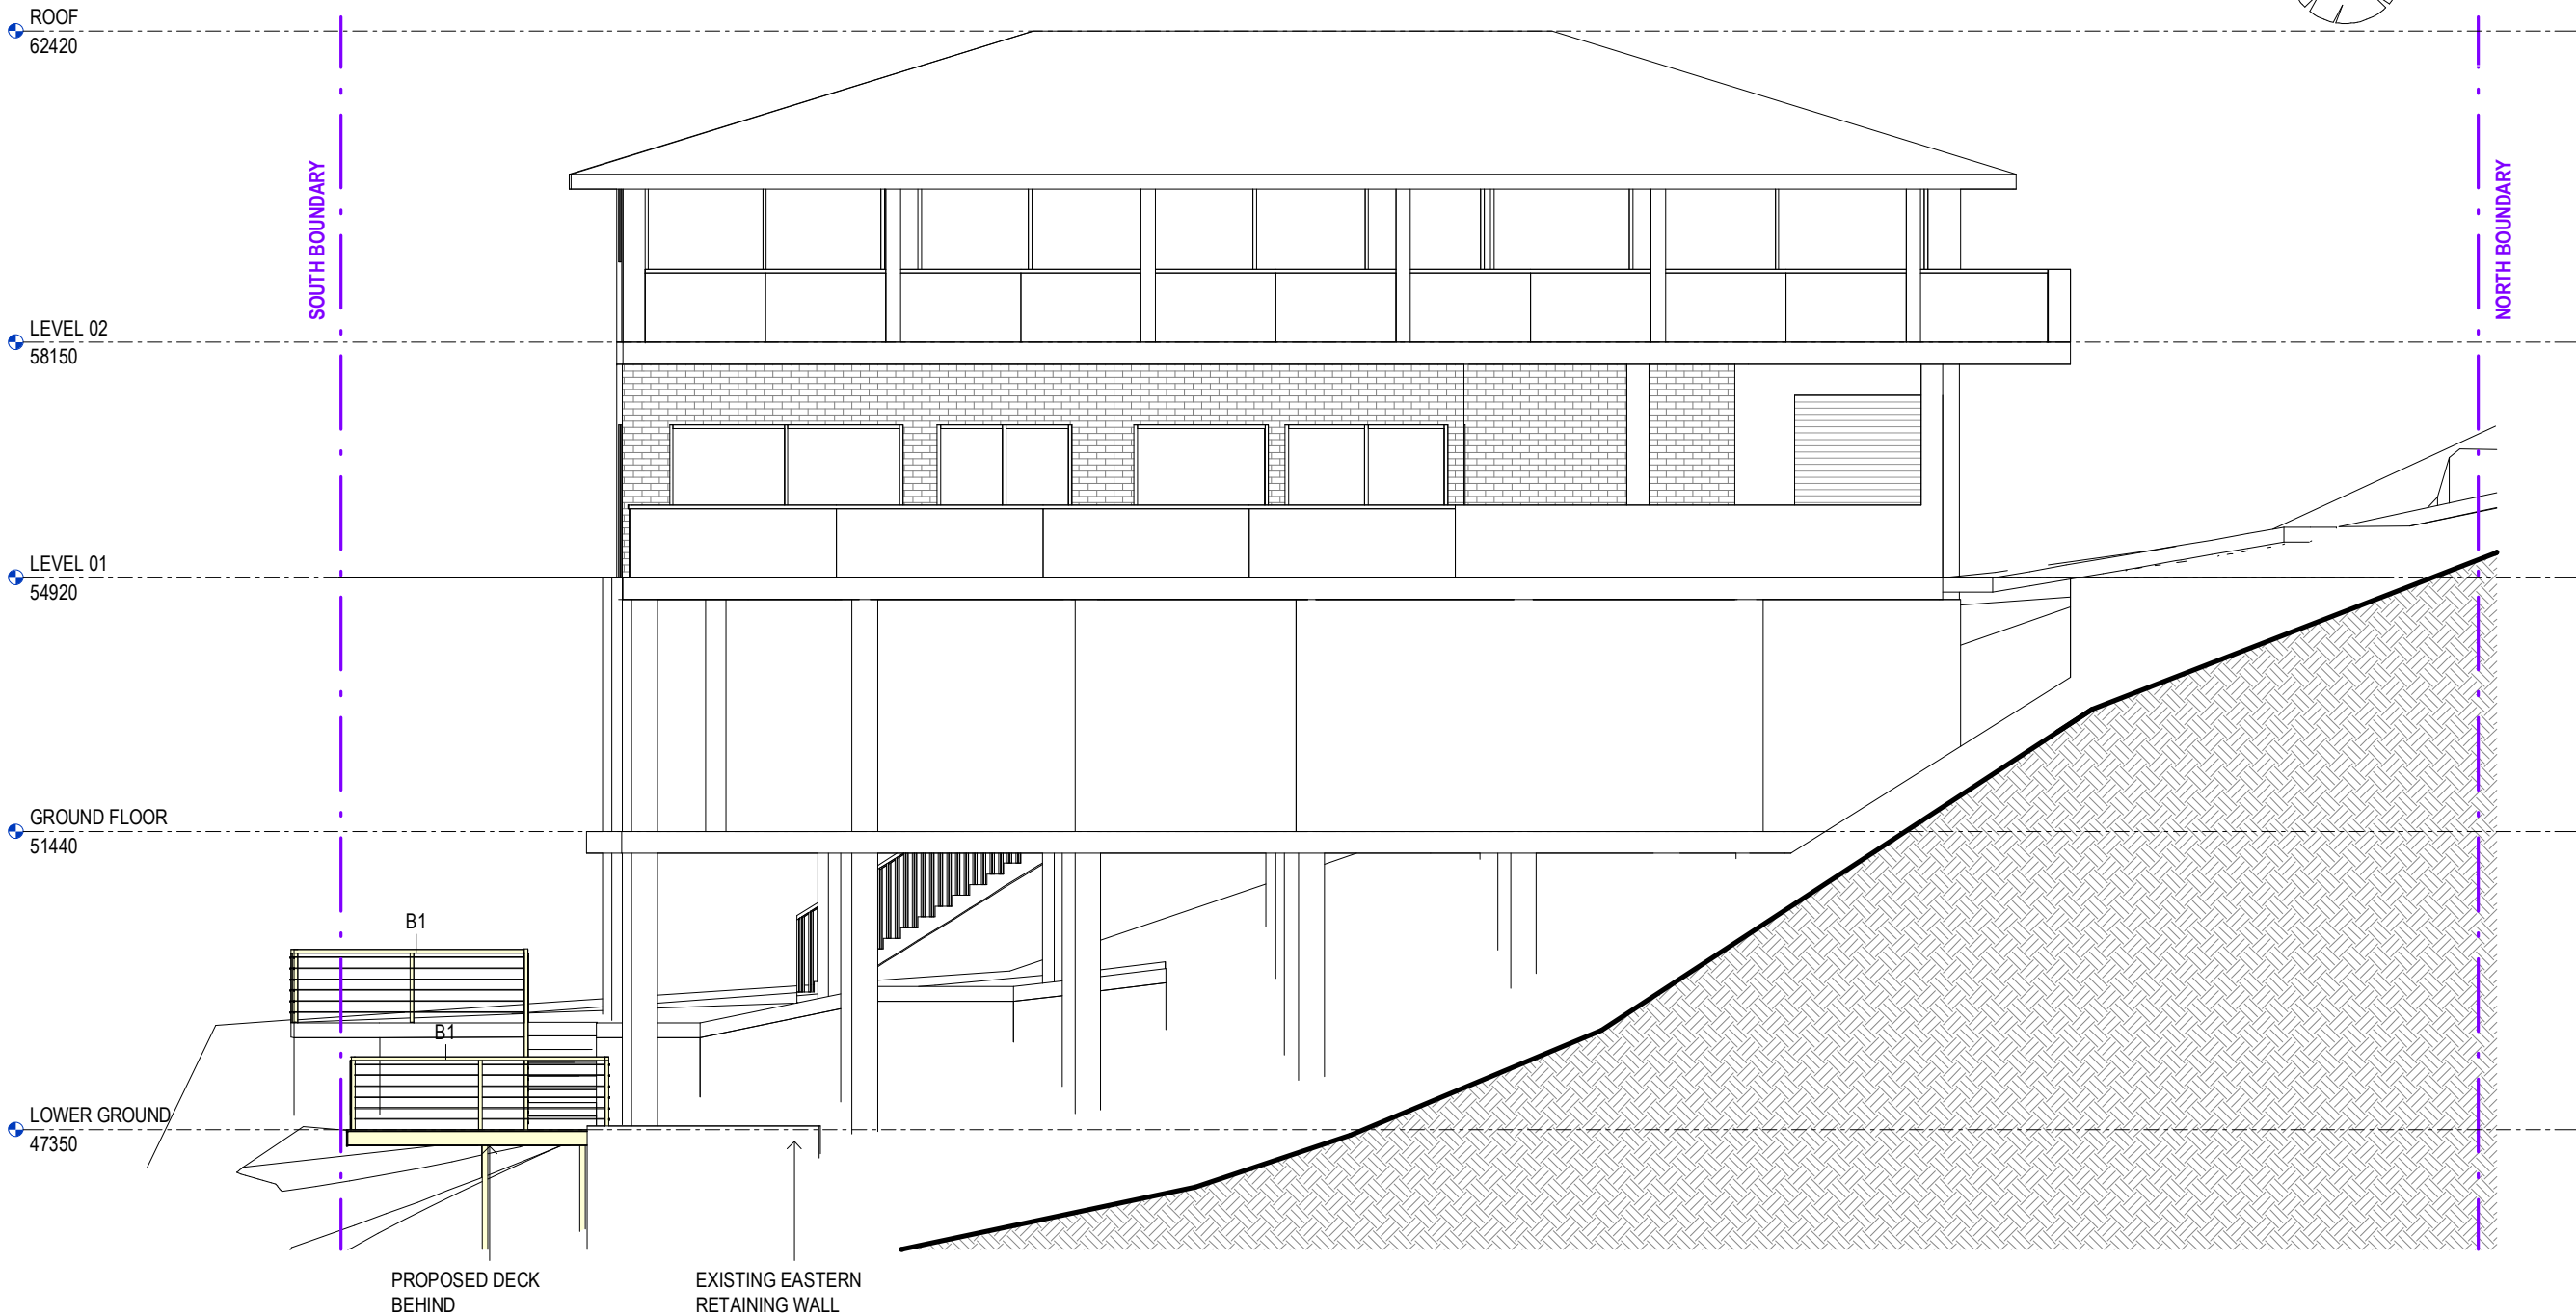 ROOF
62420
SOUTH BOUNDARY
NORTH BOUNDARY
LEVEL 02
58150
LEVEL 01
54920
GROUND FLOOR
51440
B1
B1
LOWER GROUND
47350
PROPOSED DECK
BEHIND
EXISTING EASTERN
RETAINING WALL